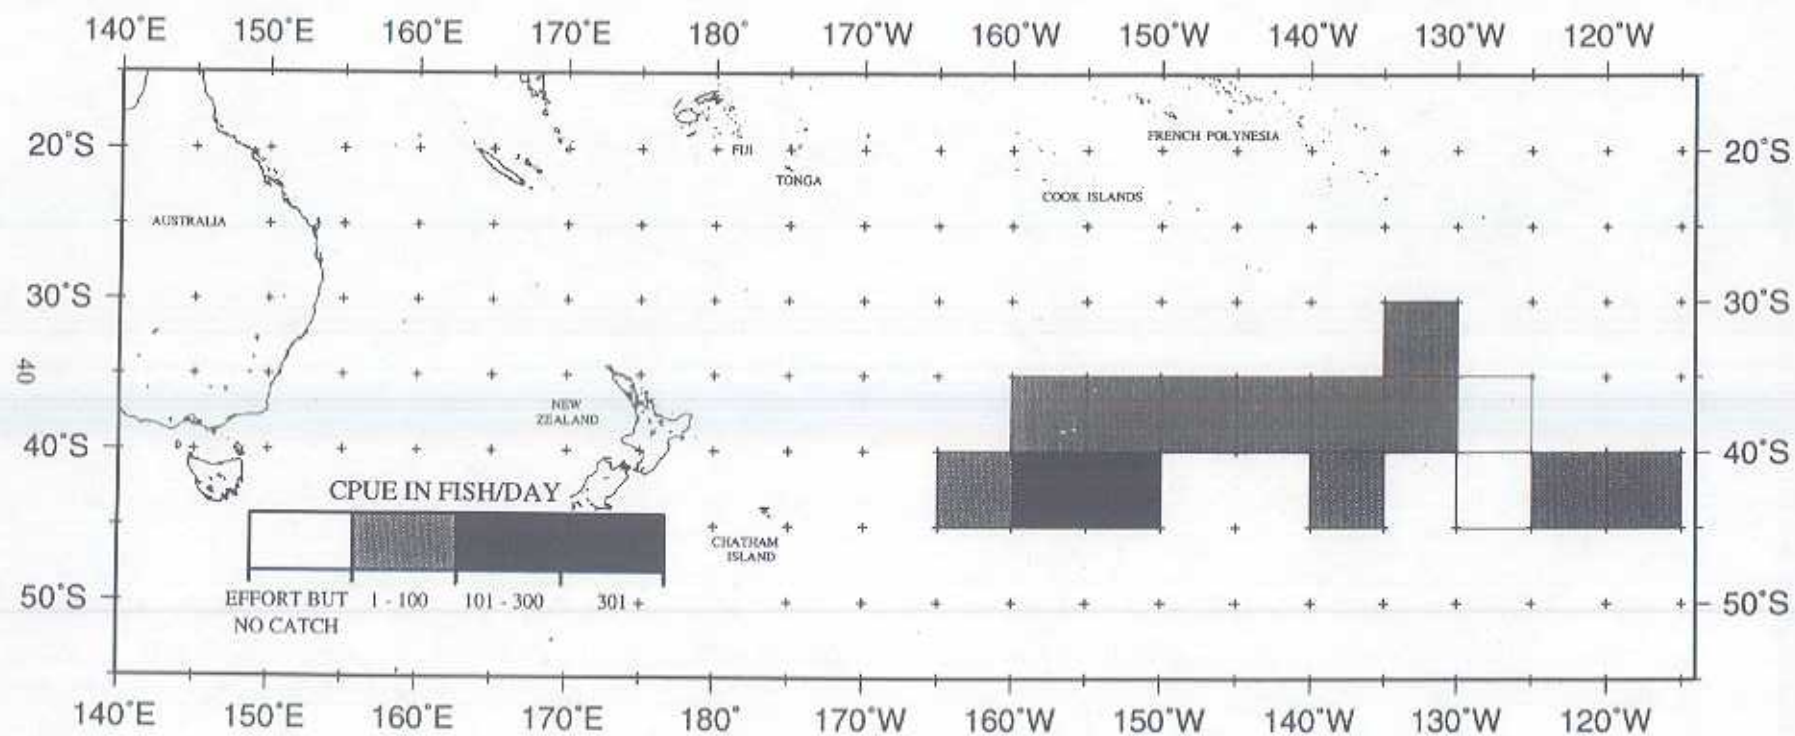 140˚E 150˚E 160˚E 170˚E 180˚ 170˚W 160˚W 150˚W 140˚W 130˚W 120˚W
20˚S FIJI FRENCH POLYNESIA 20˚S
TONGA
COOK ISLANDS
AUSTRALIA
30˚S 30˚S
40
NEW
ZEALAND
40˚S 40˚S
CPUE IN FISH/DAY
CHATHAM
ISLAND
50˚S EFFORT BUT 1 - 100 101 - 300 301 + 50˚S
NO CATCH
140˚E 150˚E 160˚E 170˚E 180˚ 170˚W 160˚W 150˚W 140˚W 130˚W 120˚W